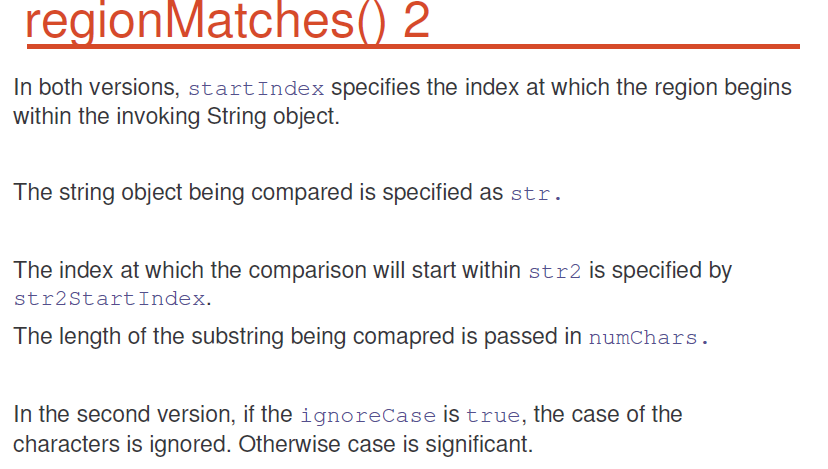 regionMatches() 2
In both versions, startIndex specifies the index at which the region begins
within the invoking String object.
The string object being compared is specified as str.
The index at which the comparison will start within str2 is specified by
str2StartIndex.
The length of the substring being comapred is passed in numChars.
In the second version, if the ignoreCase is true, the case of the
characters is ignored. Otherwise case is significant.